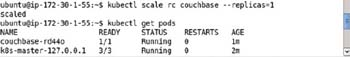 ubuntu@ip-172-30-1-55:~$ kubectl scale rc couchbase --replicas=1
scaled
ubuntu@ip-172-30-1-55:~$ kubectl get pods
NAME READY STATUS RESTARTS AGE
couchbase-rd44o 1/1 Running 0 1m
k8s-master-127.0.0.1 3/3 Running 0 2m